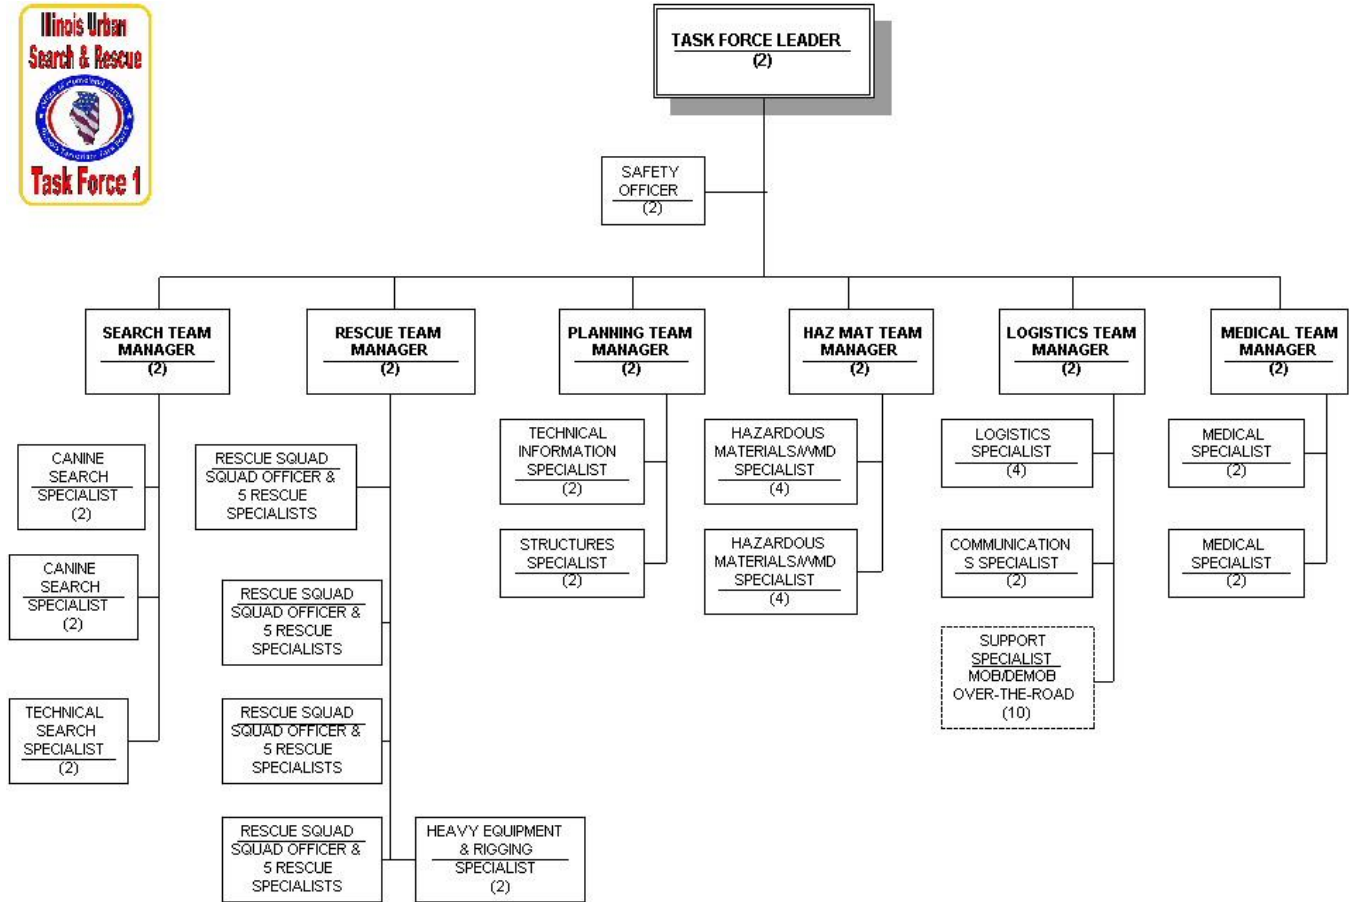 Illinois Urban
Search & Rescue
Task Force 1
TASK FORCE LEADER
(2)
SAFETY
OFFICER
(2)
SEARCH TEAM
MANAGER
(2)
RESCUE TEAM
MANAGER
(2)
PLANNING TEAM
MANAGER
(2)
HAZ MAT TEAM
MANAGER
(2)
LOGISTICS TEAM
MANAGER
(2)
MEDICAL TEAM
MANAGER
(2)
CANINE
SEARCH
SPECIALIST
(2)
CANINE
SEARCH
SPECIALIST
(2)
TECHNICAL
SEARCH
SPECIALIST
(2)
RESCUE SQUAD
SQUAD OFFICER &
5 RESCUE
SPECIALISTS
RESCUE SQUAD
SQUAD OFFICER &
5 RESCUE
SPECIALISTS
RESCUE SQUAD
SQUAD OFFICER &
5 RESCUE
SPECIALISTS
RESCUE SQUAD
SQUAD OFFICER &
5 RESCUE
SPECIALISTS
HEAVY EQUIPMENT
& RIGGING
SPECIALIST
(2)
TECHNICAL
INFORMATION
SPECIALIST
(2)
STRUCTURES
SPECIALIST
(2)
HAZARDOUS
MATERIALS/WMD
SPECIALIST
(4)
HAZARDOUS
MATERIALS/WMD
SPECIALIST
(4)
LOGISTICS
SPECIALIST
(4)
COMMUNICATION
S SPECIALIST
(2)
SUPPORT
SPECIALIST
MOB/DEMOB
OVER-THE-ROAD
(10)
MEDICAL
SPECIALIST
(2)
MEDICAL
SPECIALIST
(2)